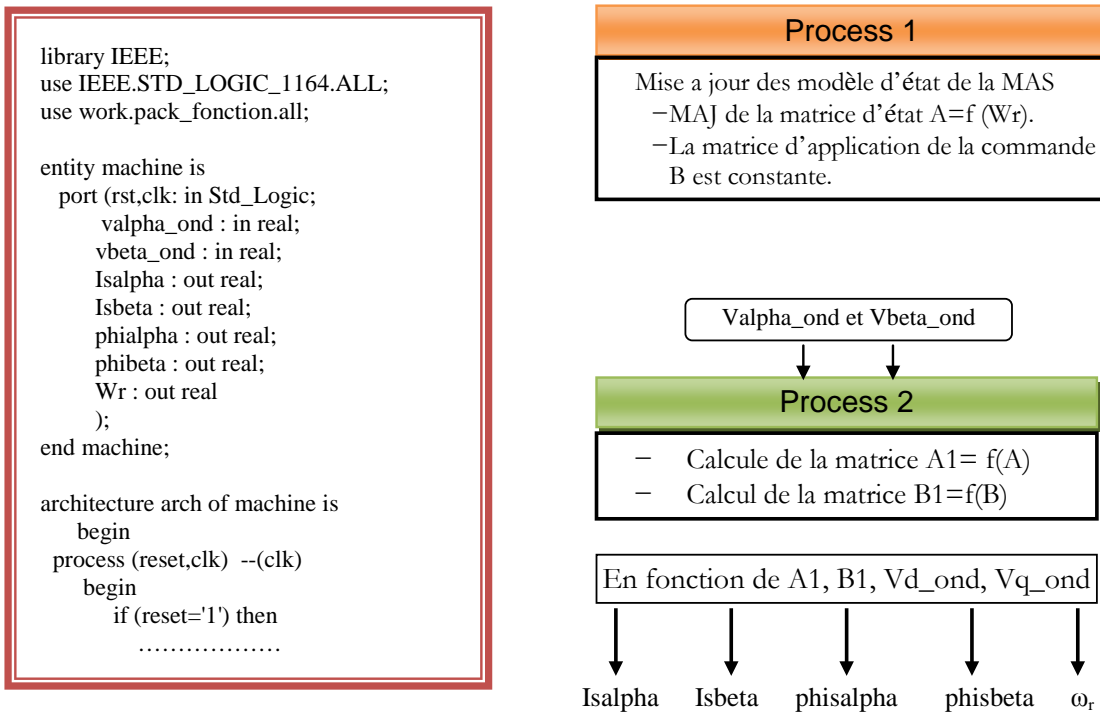 library IEEE;
use IEEE.STD_LOGIC_1164.ALL;
use work.pack_fonction.all;
entity machine is
port (rst,clk: in Std_Logic;
valpha_ond : in real;
vbeta_ond : in real;
Isalpha : out real;
Isbeta : out real;
phialpha : out real;
phibeta : out real;
Wr : out real
);
end machine;
architecture arch of machine is
begin
process (reset,clk) --(clk)
begin
if (reset='1') then
………………
Process 1
Mise a jour des modèle d'état de la MAS
−MAJ de la matrice d'état A=f (Wr).
−La matrice d'application de la commande
B est constante.
Valpha_ond et Vbeta_ond
Process 2
− Calcule de la matrice A1= f(A)
− Calcul de la matrice B1=f(B)
En fonction de A1, B1, Vd_ond, Vq_ond
Isalpha Isbeta phisalpha phisbeta ωr